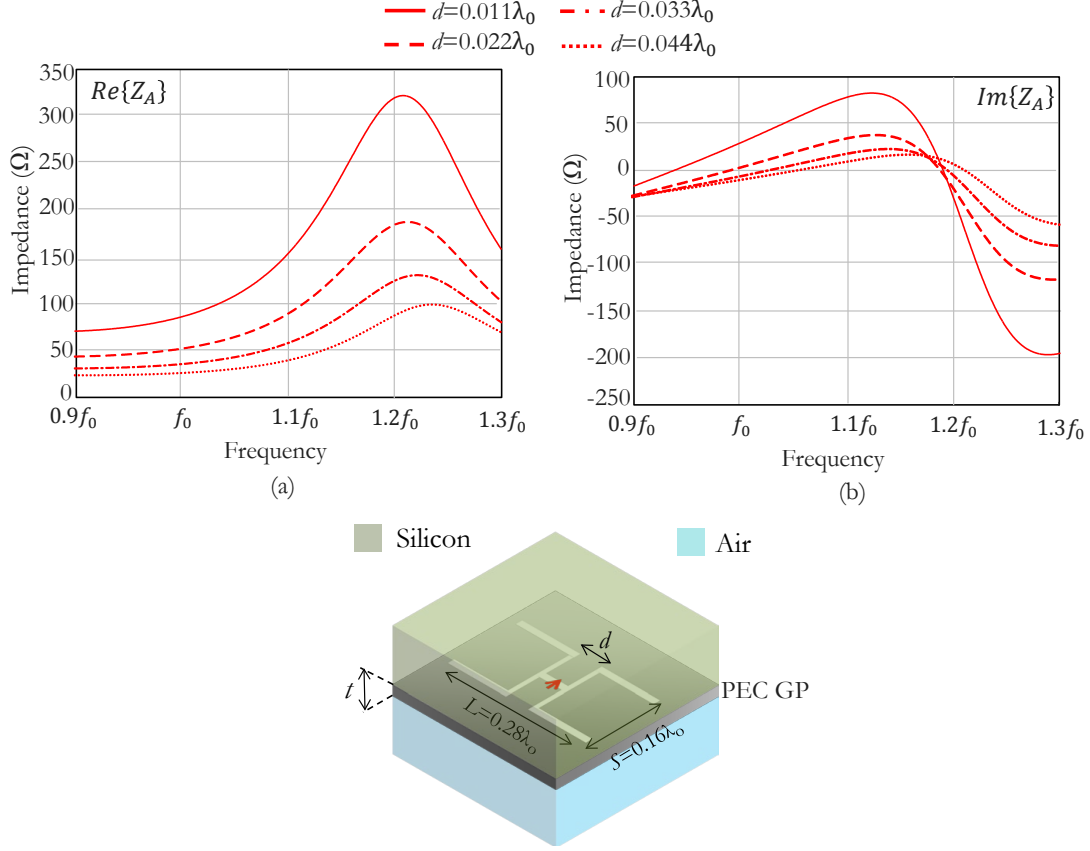 (a)
d=0.011λ₀
d=0.033λ₀
d=0.022λ₀
d=0.044λ₀
350
300
250
200
150
100
50
0
Re{Z_A}
Impedance (Ω)
0.9f₀
f₀
1.1f₀
1.2f₀
1.3f₀
Frequency
(a)
100
50
0
-50
-100
-150
-200
-250
Im{Z_A}
Impedance (Ω)
0.9f₀
f₀
1.1f₀
1.2f₀
1.3f₀
Frequency
(b)
Silicon
Air
d
t
PEC GP
L=0.28λ₀
S=0.16λ₀